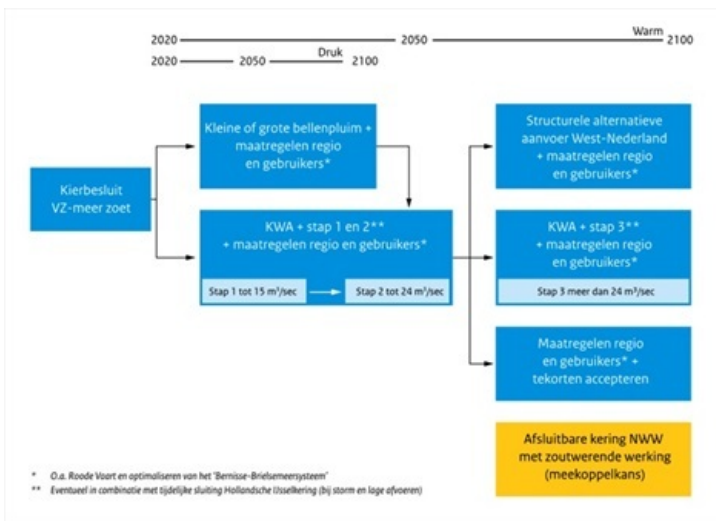 Warm
2020 2050 2100
Druk
2020 2050 2100
Kierbesluit
VZ-meer zoet
Kleine of grote bellenpluim +
maatregelen regio
en gebruikers*
KWA + stap 1 en 2**
+ maatregelen regio en gebruikers*
Stap 1 tot 15 m³/sec
Stap 2 tot 24 m³/sec
Structurele alternatieve
aanvoer West-Nederland
+ maatregelen regio
en gebruikers*
KWA + stap 3**
+ maatregelen regio
en gebruikers*
Stap 3 meer dan 24 m³/sec
Maatregelen regio
en gebruikers* +
tekorten accepteren
Afsluitbare kering NWW
met zoutwerende werking
(meekoppelkans)
* O.a. Roode Vaart en optimaliseren van het 'Bernisse-Brielsemeersysteem'
** Eventueel in combinatie met tijdelijke sluiting Hollandsche IJsselkering (bij storm en lage afvoeren)